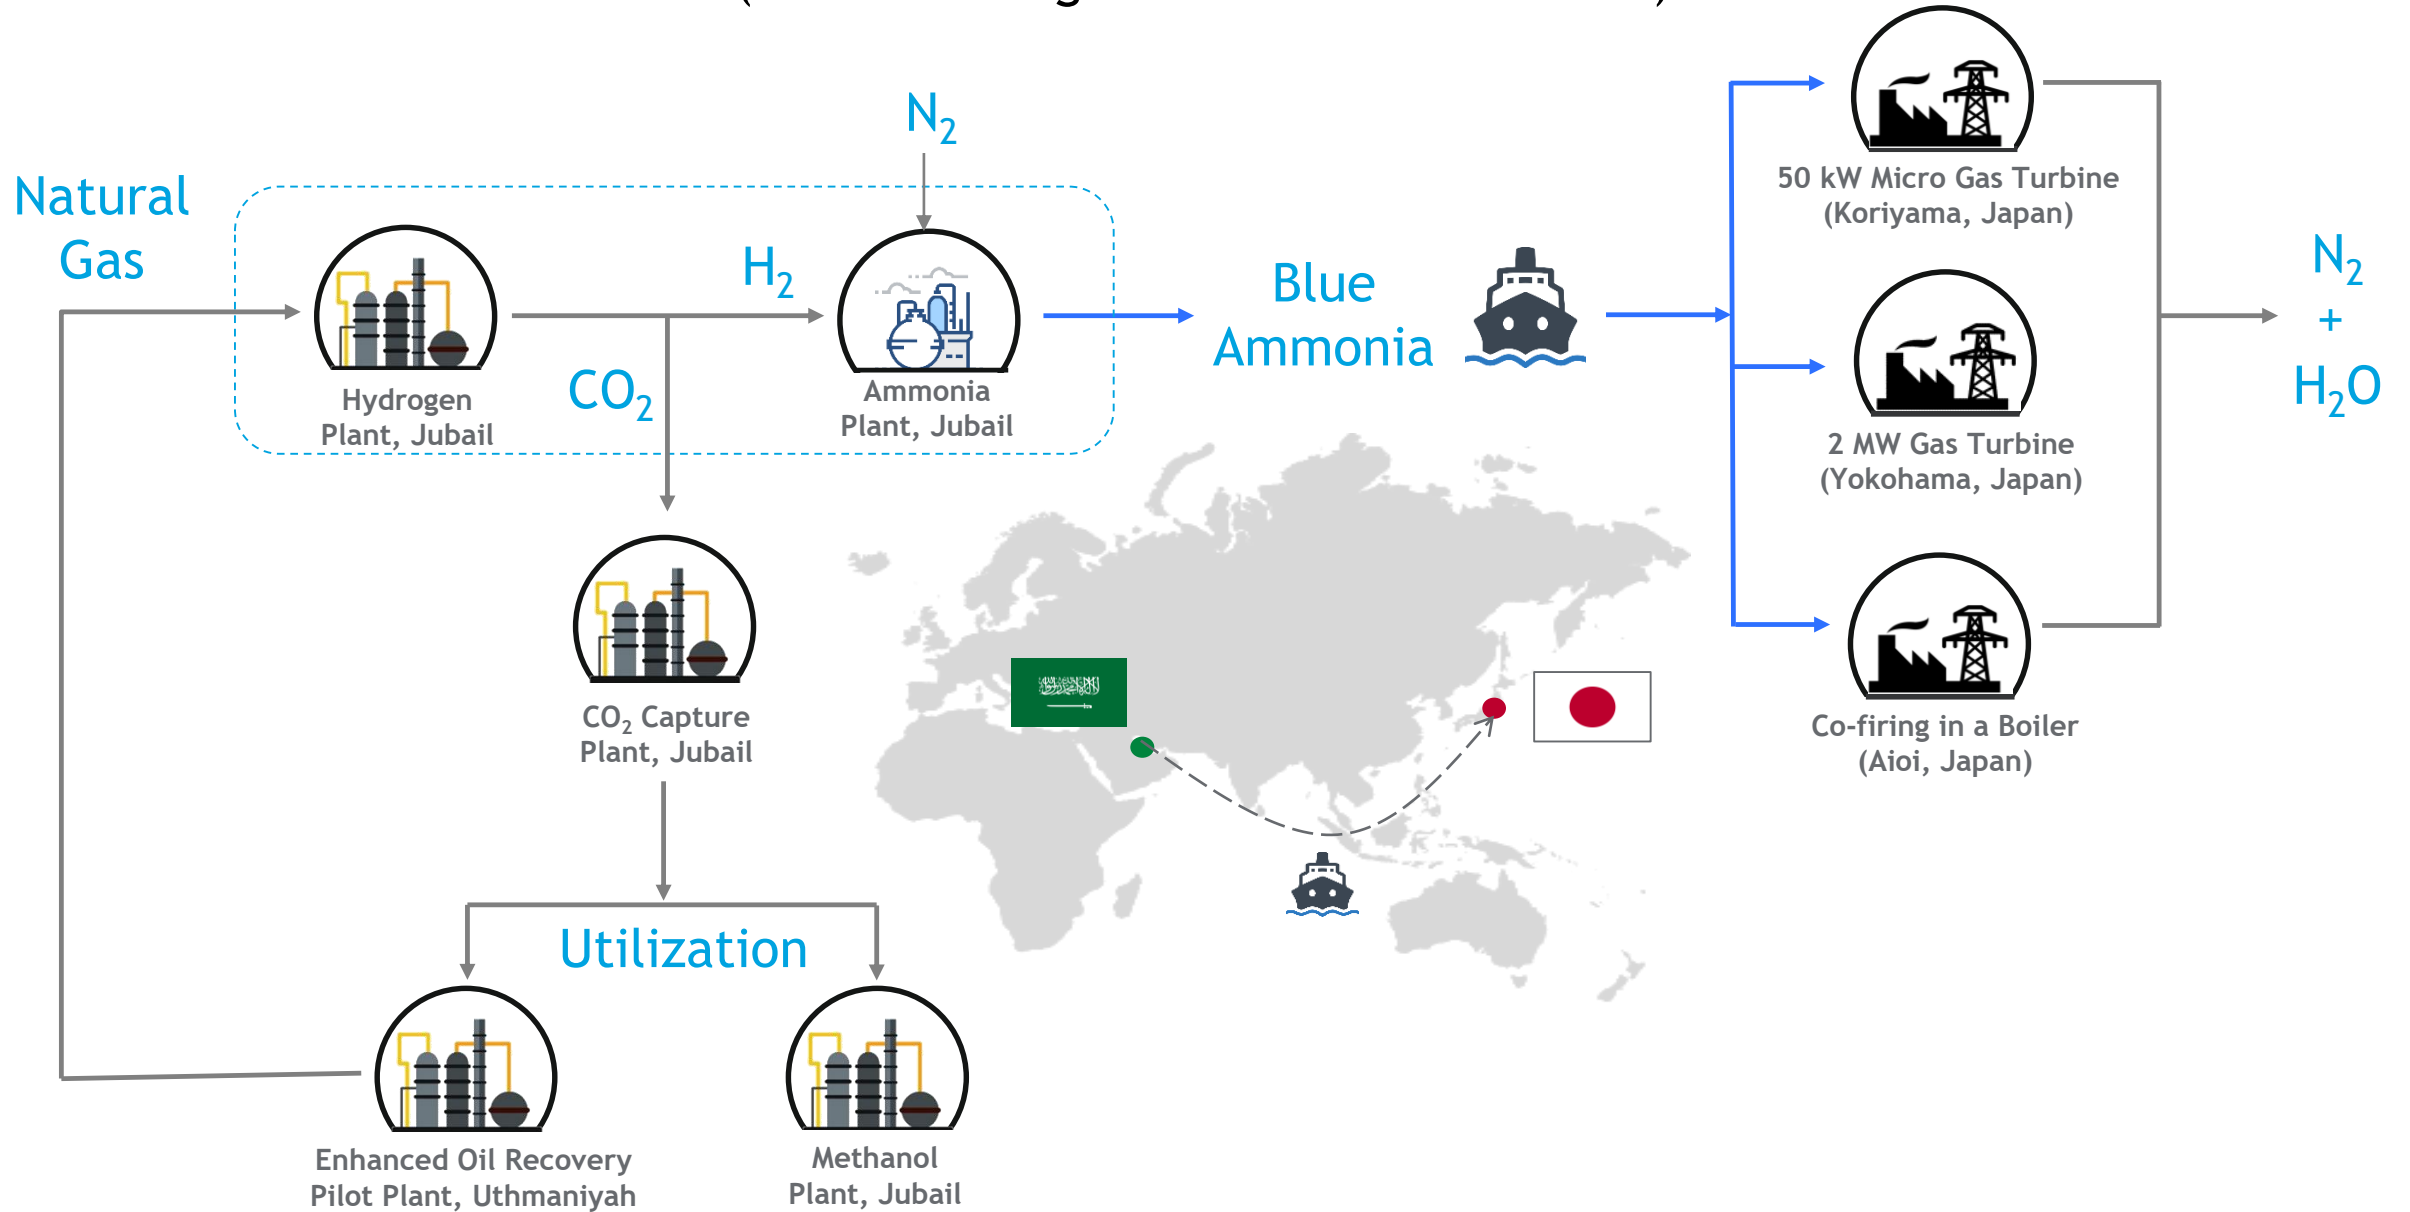 N₂
Natural
Gas
H₂
CO₂
Hydrogen
Plant, Jubail
Ammonia
Plant, Jubail
Blue
Ammonia
50 kW Micro Gas Turbine
(Koriyama, Japan)
2 MW Gas Turbine
(Yokohama, Japan)
Co-firing in a Boiler
(Aioi, Japan)
N₂
+
H₂O
CO₂ Capture
Plant, Jubail
Utilization
Enhanced Oil Recovery
Pilot Plant, Uthmaniyah
Methanol
Plant, Jubail